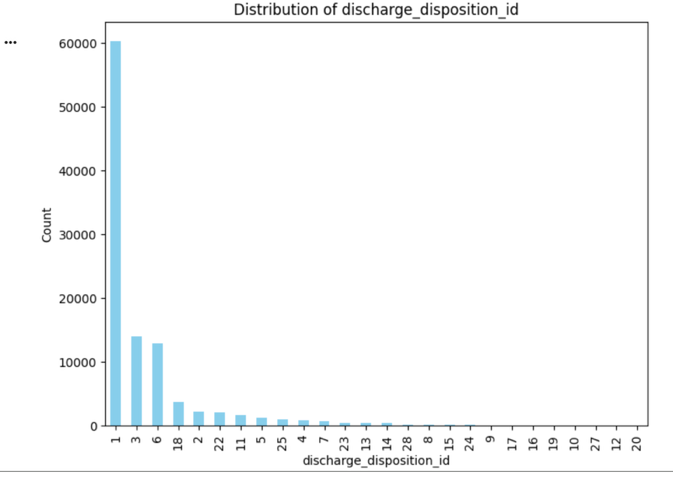 Distribution of discharge_disposition_id
...
60000
50000
40000
30000
20000
10000
0
Count
1 3 6 18 2 22 11 5 25 4 7 23 13 14 28 8 15 24 9 17 16 19 10 27 12 20
discharge_disposition_id